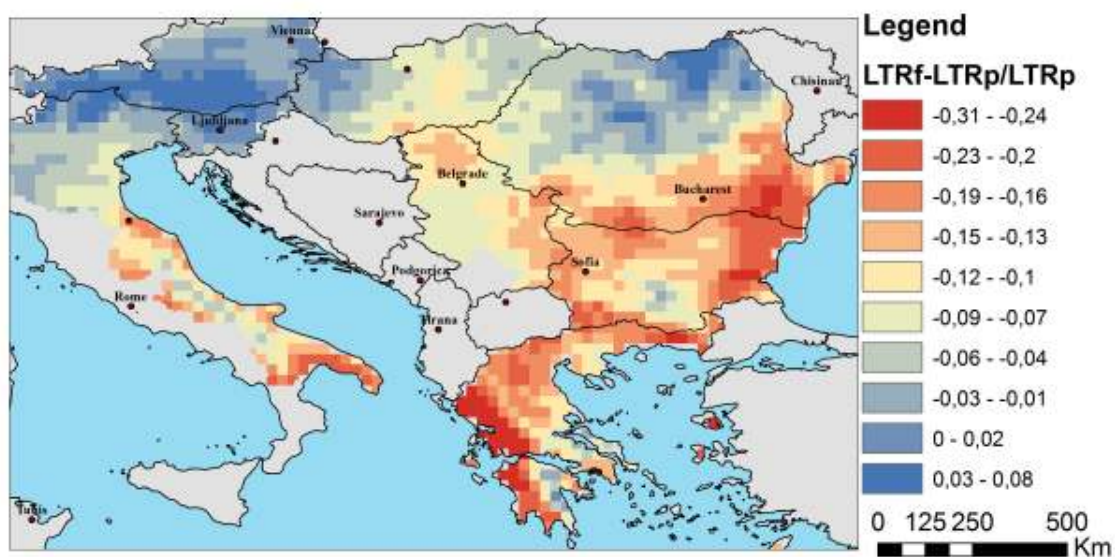 Vienna
Chisinau
Ljubljana
Belgrade
Bucharest
Sarajevo
Sofia
Podgorica
Rome
Tirana
Tunis
Legend
LTRf-LTRp/LTRp
-0,31 - -0,24
-0,23 - -0,2
-0,19 - -0,16
-0,15 - -0,13
-0,12 - -0,1
-0,09 - -0,07
-0,06 - -0,04
-0,03 - -0,01
0 - 0,02
0,03 - 0,08
0 125 250 500
Km